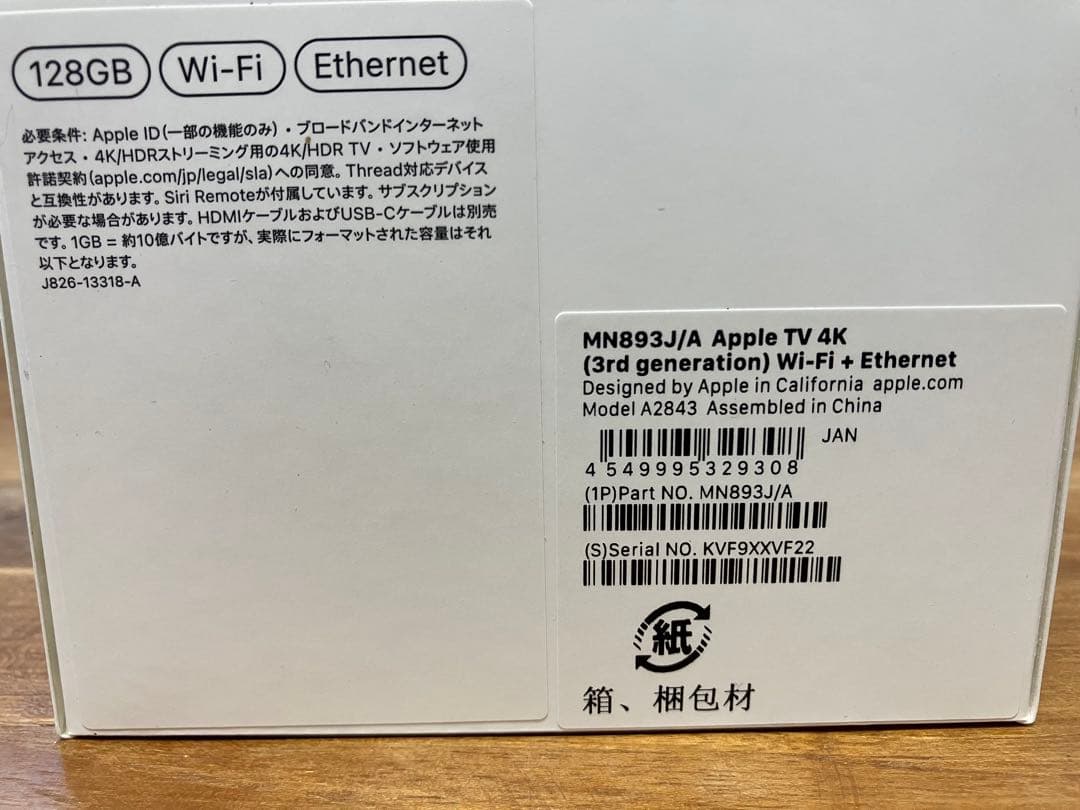 128GB Wi-Fi Ethernet
必要条件: Apple ID(一部の機能のみ)・ブロードバンドインターネット
アクセス・4K/HDRストリーミング用の4K/HDR TV・ソフトウェア使用
許諾契約(apple.com/jp/legal/sla)への同意。Thread対応デバイス
と互換性があります。Siri Remoteが付属しています。サブスクリプション
が必要な場合があります。HDMIケーブルおよびUSB-Cケーブルは別売
です。1GB = 約10億バイトですが、実際にフォーマットされた容量はそれ
以下となります。
J826-13318-A
MN893J/A Apple TV 4K
(3rd generation) Wi-Fi + Ethernet
Designed by Apple in California apple.com
Model A2843 Assembled in China
JAN
4549995329308
(1P)Part NO. MN893J/A
(S)Serial NO. KVF9XXVF22
紙
箱、梱包材